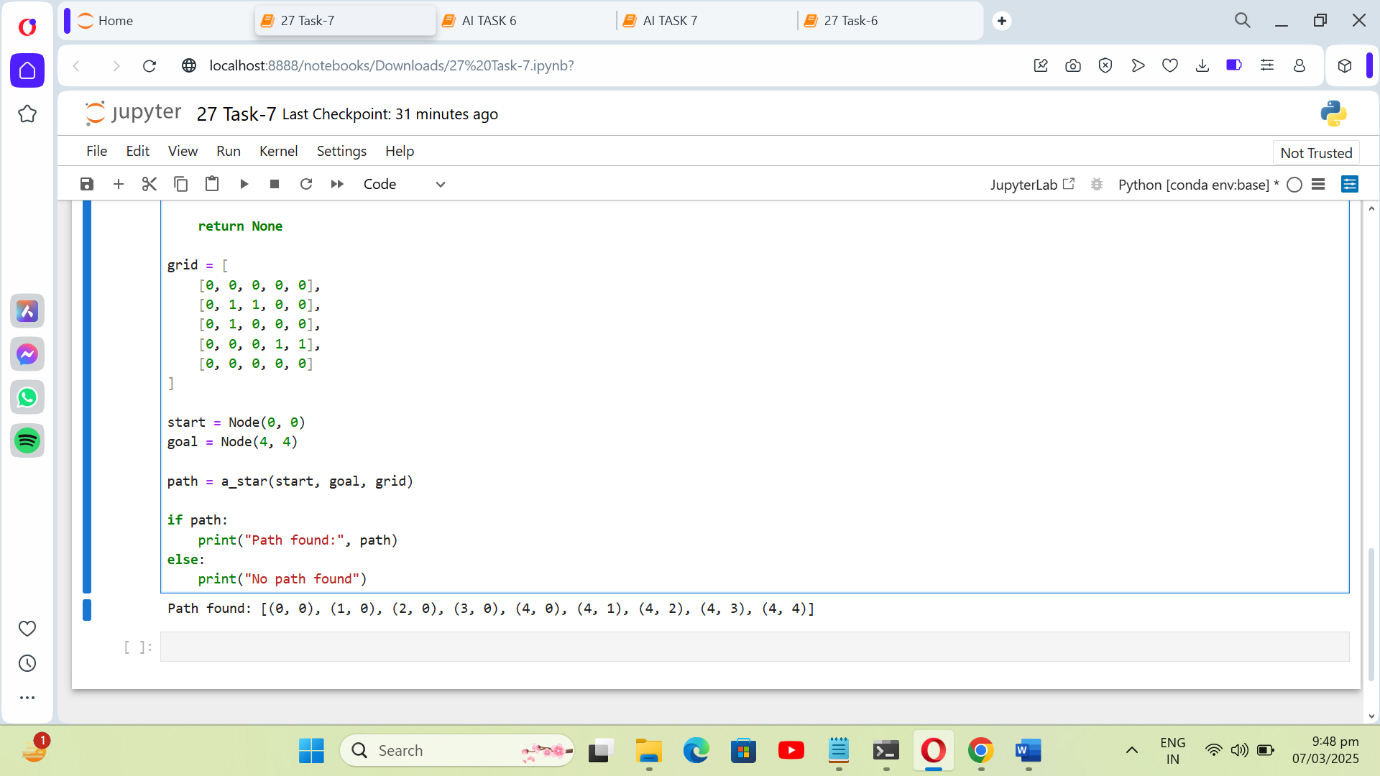 Home
27 Task-7
AI TASK 6
AI TASK 7
27 Task-6
localhost:8888/notebooks/Downloads/27%20Task-7.ipynb?
jupyter 27 Task-7 Last Checkpoint: 31 minutes ago
File Edit View Run Kernel Settings Help
Not Trusted
Code
JupyterLab
Python [conda env:base] *
return None
grid = [
[0, 0, 0, 0, 0],
[0, 1, 1, 0, 0],
[0, 1, 0, 0, 0],
[0, 0, 0, 1, 1],
[0, 0, 0, 0, 0]
]
start = Node(0, 0)
goal = Node(4, 4)
path = a_star(start, goal, grid)
if path:
print("Path found:", path)
else:
print("No path found")
Path found: [(0, 0), (1, 0), (2, 0), (3, 0), (4, 0), (4, 1), (4, 2), (4, 3), (4, 4)]
[ ]:
1
Search
ENG
IN
9:48 pm
07/03/2025